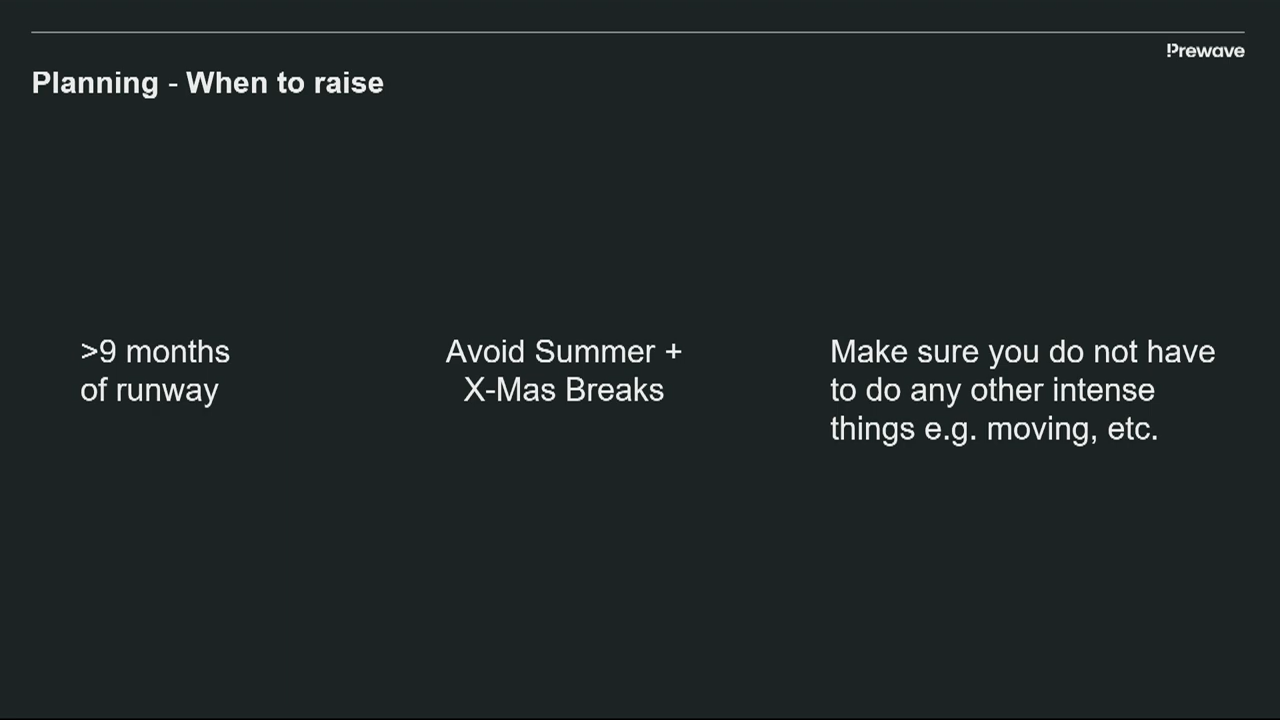 Prewave
Planning - When to raise
>9 months
of runway
Avoid Summer +
X-Mas Breaks
Make sure you do not have
to do any other intense
things e.g. moving, etc.